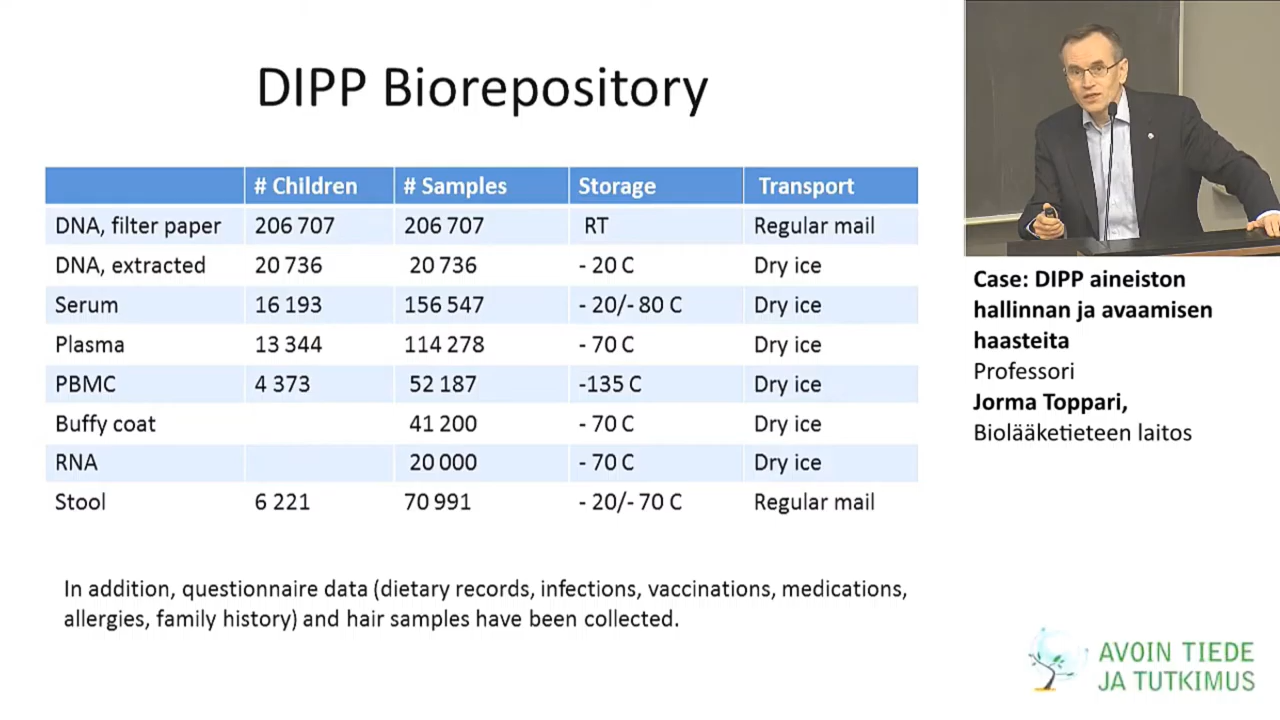 DIPP Biorepository
# Children # Samples Storage Transport
DNA, filter paper 206 707 206 707 RT Regular mail
DNA, extracted 20 736 20 736 - 20 C Dry ice
Serum 16 193 156 547 - 20/- 80 C Dry ice
Plasma 13 344 114 278 - 70 C Dry ice
PBMC 4 373 52 187 -135 C Dry ice
Buffy coat 41 200 - 70 C Dry ice
RNA 20 000 - 70 C Dry ice
Stool 6 221 70 991 - 20/- 70 C Regular mail
In addition, questionnaire data (dietary records, infections, vaccinations, medications,
allergies, family history) and hair samples have been collected.
Case: DIPP aineiston
hallinnan ja avaamisen
haasteita
Professori
Jorma Toppari,
Biolääketieteen laitos
AVOIN TIEDE
JA TUTKIMUS